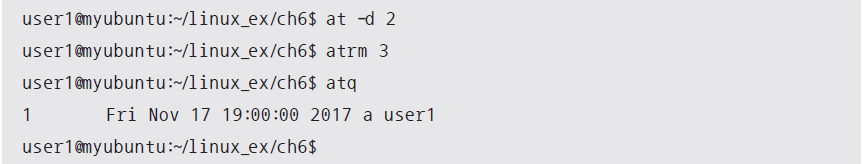 user1@myubuntu:~/linux_ex/ch6$ at -d 2
user1@myubuntu:~/linux_ex/ch6$ atrm 3
user1@myubuntu:~/linux_ex/ch6$ atq
1 Fri Nov 17 19:00:00 2017 a user1
user1@myubuntu:~/linux_ex/ch6$